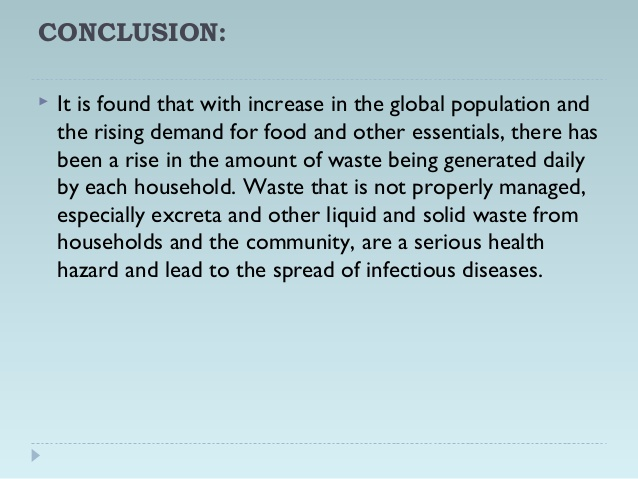 CONCLUSION:
It is found that with increase in the global population and
the rising demand for food and other essentials, there has
been a rise in the amount of waste being generated daily
by each household. Waste that is not properly managed,
especially excreta and other liquid and solid waste from
households and the community, are a serious health
hazard and lead to the spread of infectious diseases.